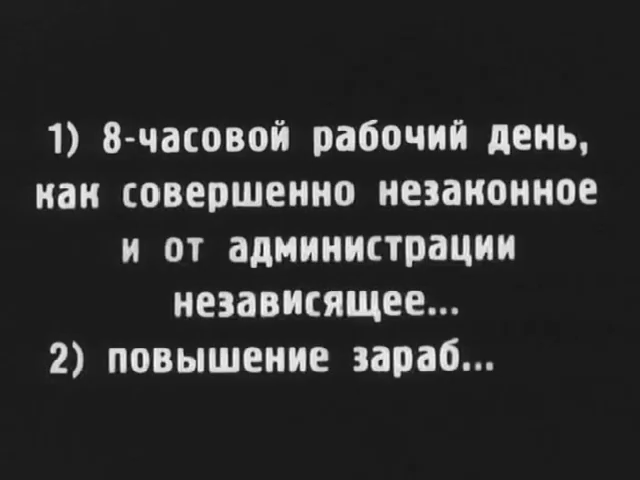 1) 8-часовой рабочий день,
как совершенно незаконное
и от администрации
независящее...
2) повышение зараб...